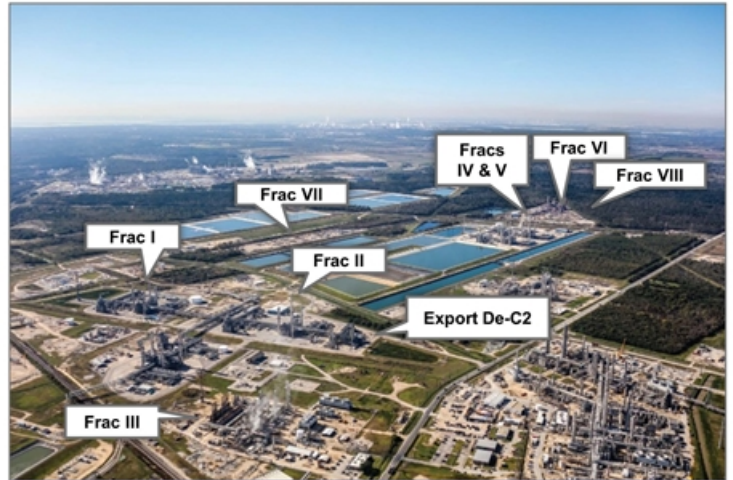 Fracs
IV & V
Frac VI
Frac VIII
Frac VII
Frac I
Frac II
Export De-C2
Frac III